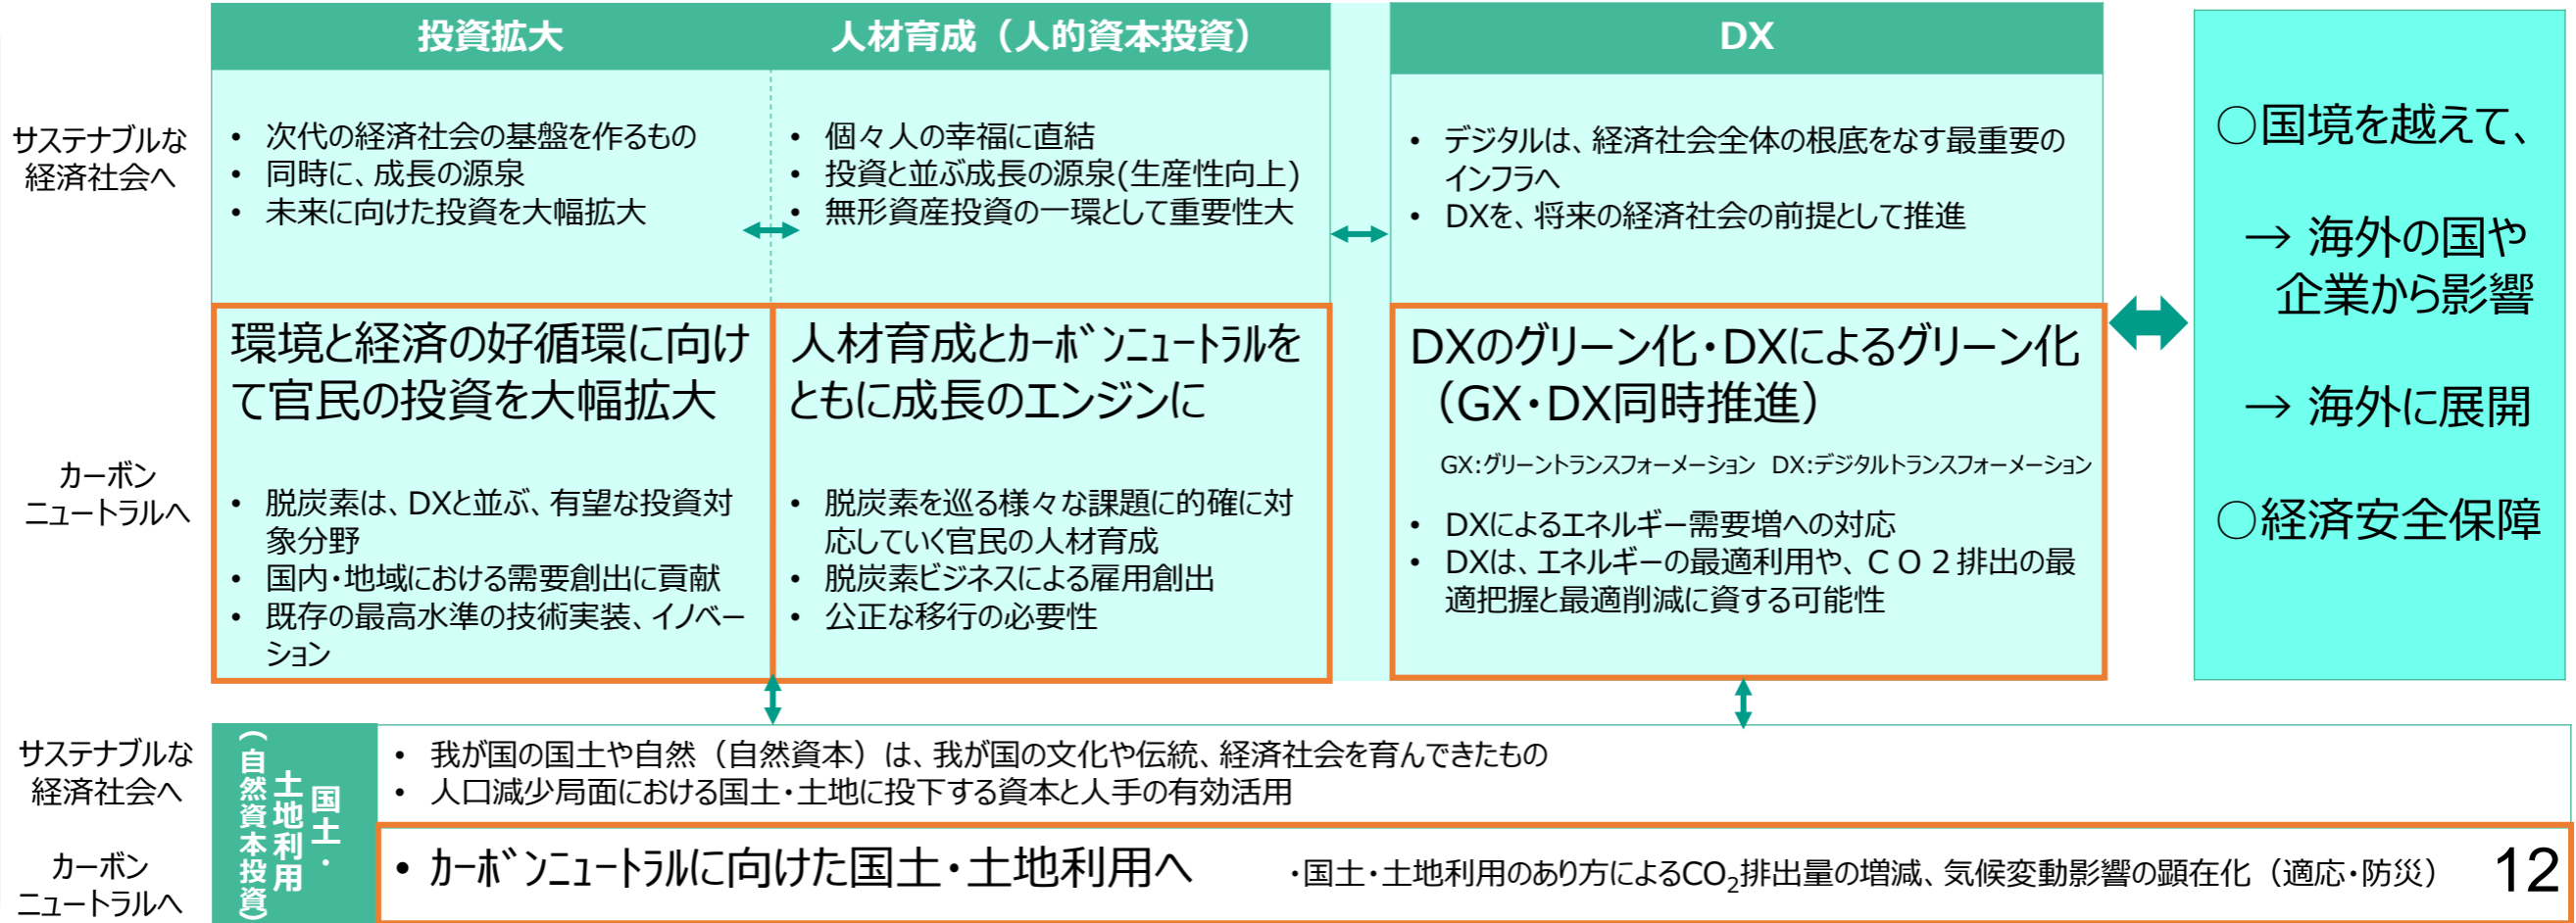 投資拡大
人材育成（人的資本投資）
DX
サステナブルな
経済社会へ
• 次代の経済社会の基盤を作るもの
• 同時に、成長の源泉
• 未来に向けた投資を大幅拡大
• 個々人の幸福に直結
• 投資と並ぶ成長の源泉(生産性向上)
• 無形資産投資の一環として重要性大
• デジタルは、経済社会全体の根底をなす最重要の
インフラへ
• DXを、将来の経済社会の前提として推進
カーボン
ニュートラルへ
環境と経済の好循環に向け
て官民の投資を大幅拡大
• 脱炭素は、DXと並ぶ、有望な投資対
象分野
• 国内・地域における需要創出に貢献
• 既存の最高水準の技術実装、イノベー
ション
人材育成とｶｰﾎﾞﾝﾆｭｰﾄﾗﾙを
ともに成長のエンジンに
• 脱炭素を巡る様々な課題に的確に対
応していく官民の人材育成
• 脱炭素ビジネスによる雇用創出
• 公正な移行の必要性
DXのグリーン化・DXによるグリーン化
（GX・DX同時推進）
GX:グリーントランスフォーメーション DX:デジタルトランスフォーメーション
• DXによるエネルギー需要増への対応
• DXは、エネルギーの最適利用や、ＣＯ２排出の最
適把握と最適削減に資する可能性
○国境を越えて、
→ 海外の国や
企業から影響
→ 海外に展開
○経済安全保障
サステナブルな
経済社会へ
カーボン
ニュートラルへ
国土・
土地利用
（自然資本投資）
• 我が国の国土や自然（自然資本）は、我が国の文化や伝統、経済社会を育んできたもの
• 人口減少局面における国土・土地に投下する資本と人手の有効活用
• ｶｰﾎﾞﾝﾆｭｰﾄﾗﾙに向けた国土・土地利用へ ・国土・土地利用のあり方によるCO₂排出量の増減、気候変動影響の顕在化（適応・防災）
12